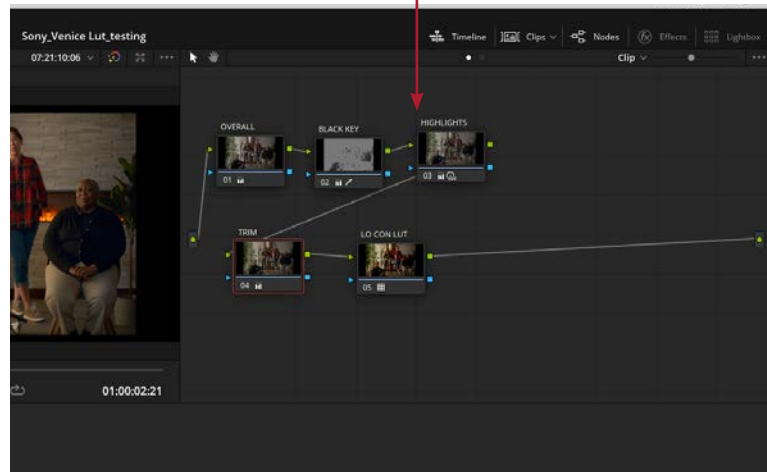 Sony_Venice Lut_testing
Timeline
Clips
Nodes
Effects
Lightbox
07:21:10:06
Clip
OVERALL
BLACK KEY
HIGHLIGHTS
01
02
03
TRIM
LO CON LUT
04
05
01:00:02:21